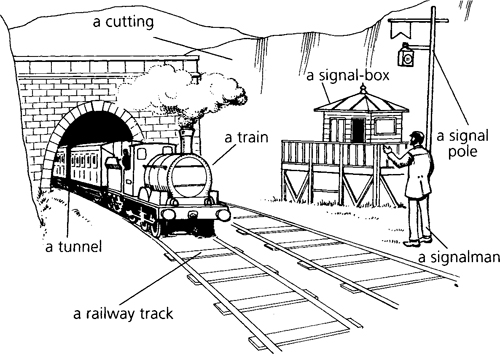 a cutting
a signal-box
a train
a signal
pole
a tunnel
a signalman
a railway track